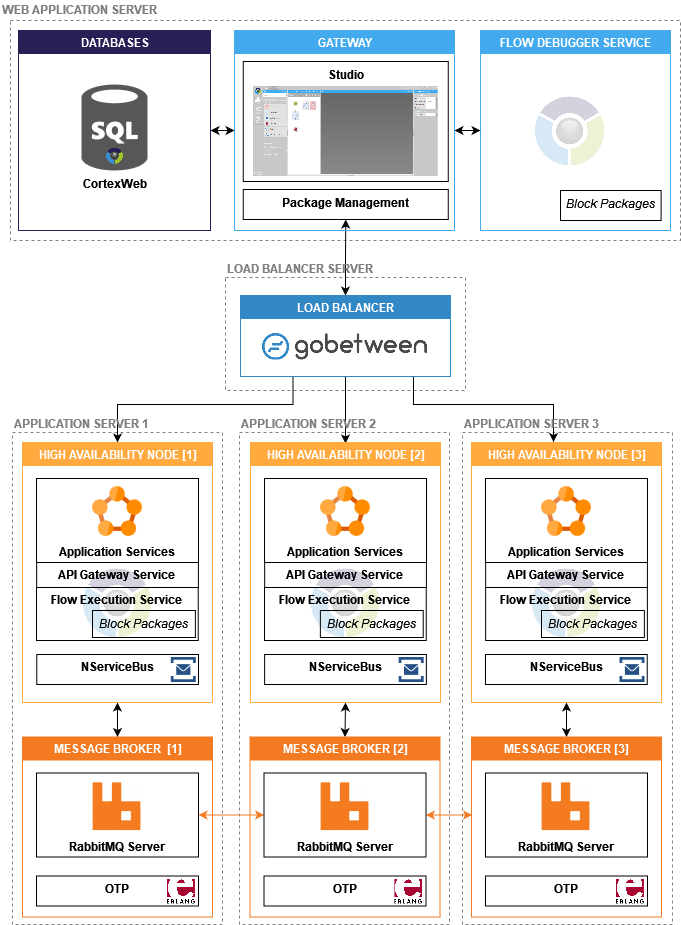 WEB APPLICATION SERVER
DATABASES
GATEWAY
FLOW DEBUGGER SERVICE
Studio
SQL
CortexWeb
Package Management
Block Packages
LOAD BALANCER SERVER
LOAD BALANCER
gobetween
APPLICATION SERVER 1
APPLICATION SERVER 2
APPLICATION SERVER 3
HIGH AVAILABILITY NODE [1]
HIGH AVAILABILITY NODE [2]
HIGH AVAILABILITY NODE [3]
Application Services
Application Services
Application Services
API Gateway Service
API Gateway Service
API Gateway Service
Flow Execution Service
Flow Execution Service
Flow Execution Service
Block Packages
Block Packages
Block Packages
NServiceBus
NServiceBus
NServiceBus
MESSAGE BROKER [1]
MESSAGE BROKER [2]
MESSAGE BROKER [3]
RabbitMQ Server
RabbitMQ Server
RabbitMQ Server
OTP
ERLANG
OTP
ERLANG
OTP
ERLANG